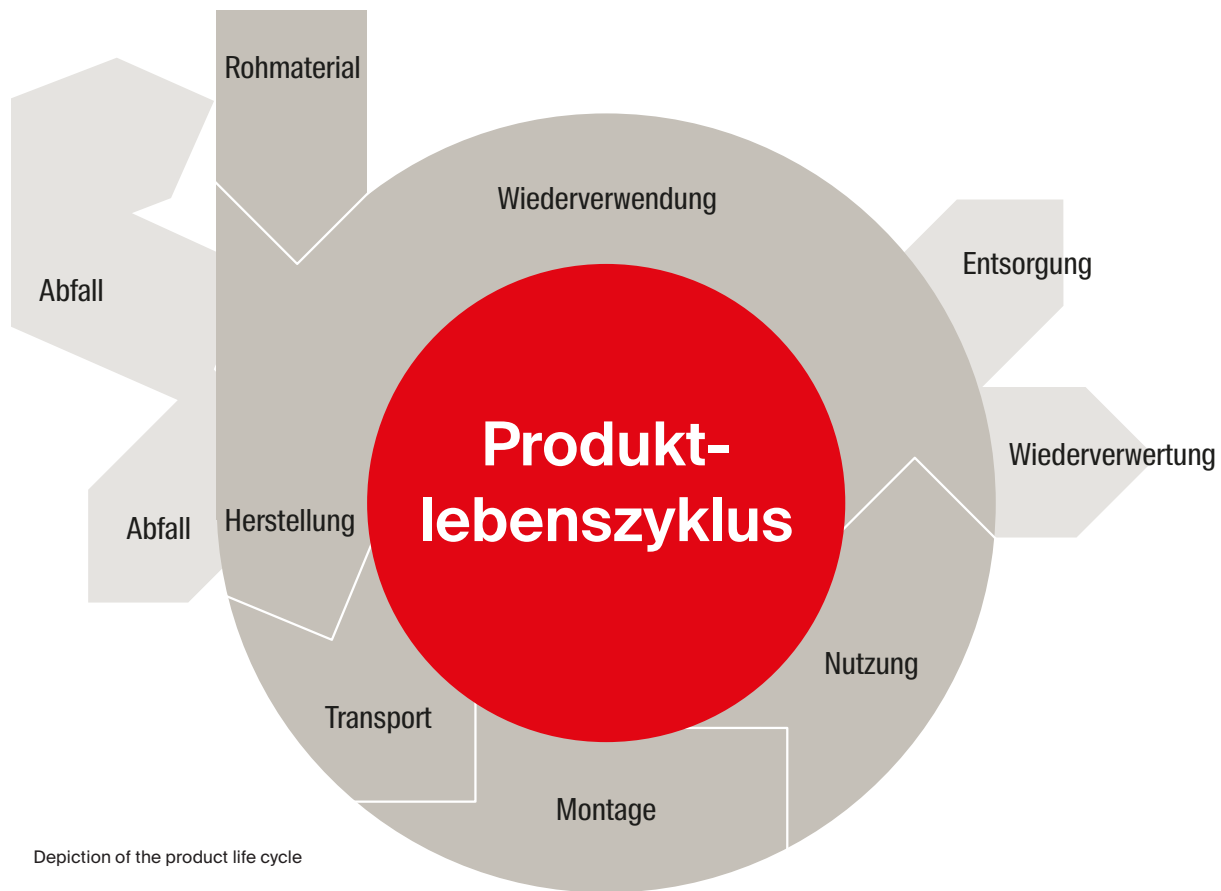 Rohmaterial
Wiederverwendung
Entsorgung
Abfall
Produkt-
lebenszyklus
Wiederverwertung
Abfall
Herstellung
Nutzung
Transport
Montage
Depiction of the product life cycle